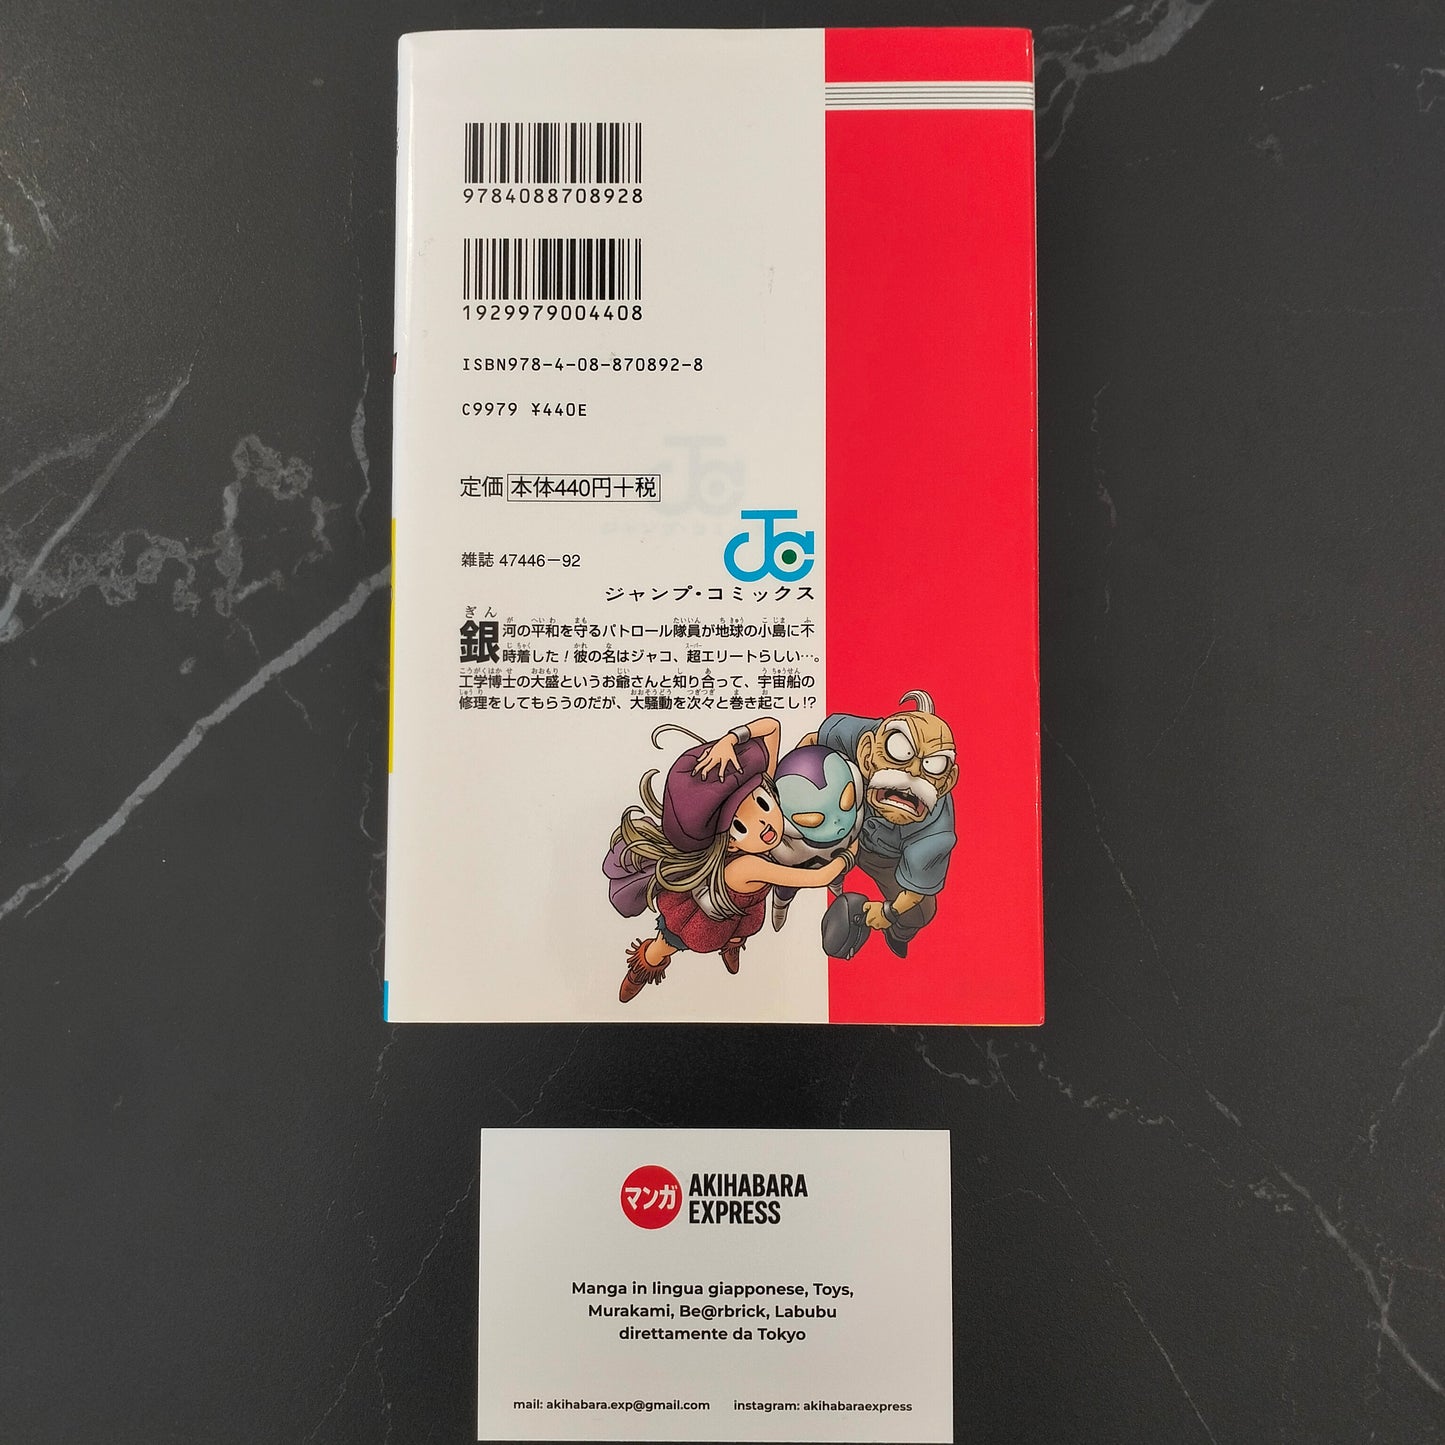 9784088708928
1929979004408
ISBN978-4-08-870892-8
C9979 ¥440E
定価 本体440円+税
雑誌 47446-92
ジャンプ・コミックス
銀河の平和を守るパトロール隊員が地球の小島に不
時着した!彼の名はジャコ、超エリートらしい…。
工学博士の大盛というお爺さんと知り合って、宇宙船の
修理をしてもらうのだが、大騒動を次々と巻き起こし!?
マンガ AKIHABARA
EXPRESS
Manga in lingua giapponese, Toys,
Murakami, Be@rbrick, Labubu
direttamente da Tokyo
mail: akihabara.exp@gmail.com instagram: akihabaraexpress